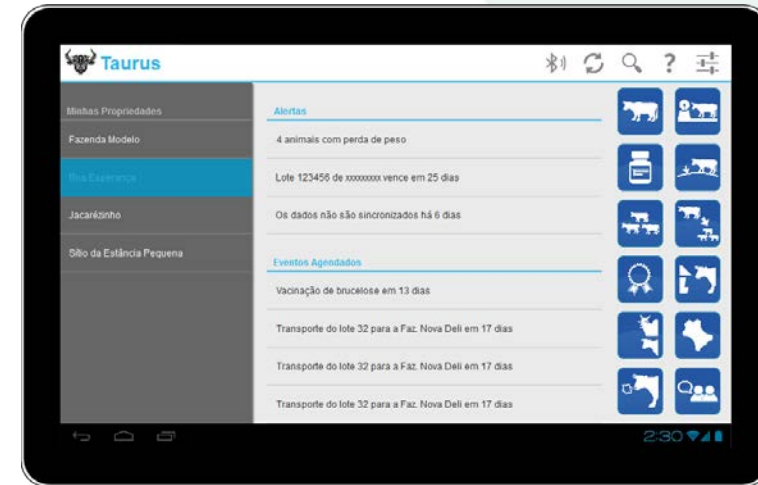 Taurus
?
Minhas Propriedades
Fazenda Modelo
Boa Esperança
Jacarézinho
Sítio da Estância Pequena
Alertas
4 animais com perda de peso
Lote 123456 de xxxxxxxxx vence em 25 dias
Os dados não são sincronizados há 6 dias
Eventos Agendados
Vacinação de brucelose em 13 dias
Transporte do lote 32 para a Faz. Nova Deli em 17 dias
Transporte do lote 32 para a Faz. Nova Deli em 17 dias
Transporte do lote 32 para a Faz. Nova Deli em 17 dias
2:30